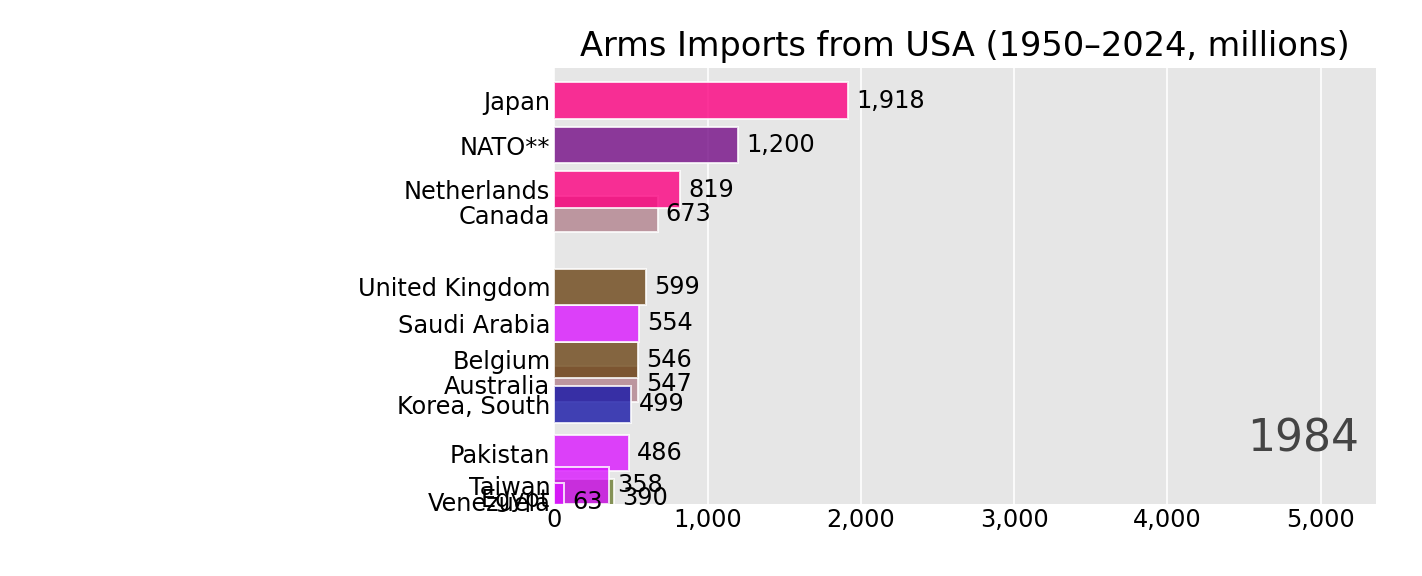 Arms Imports from USA (1950–2024, millions)
Japan 1,918
NATO** 1,200
Netherlands 819
Canada 673
United Kingdom 599
Saudi Arabia 554
Belgium 546
Australia 547
Korea, South 499
1984
Pakistan 486
Taiwan 358
Egypt 390
Venezuela 63
0 1,000 2,000 3,000 4,000 5,000